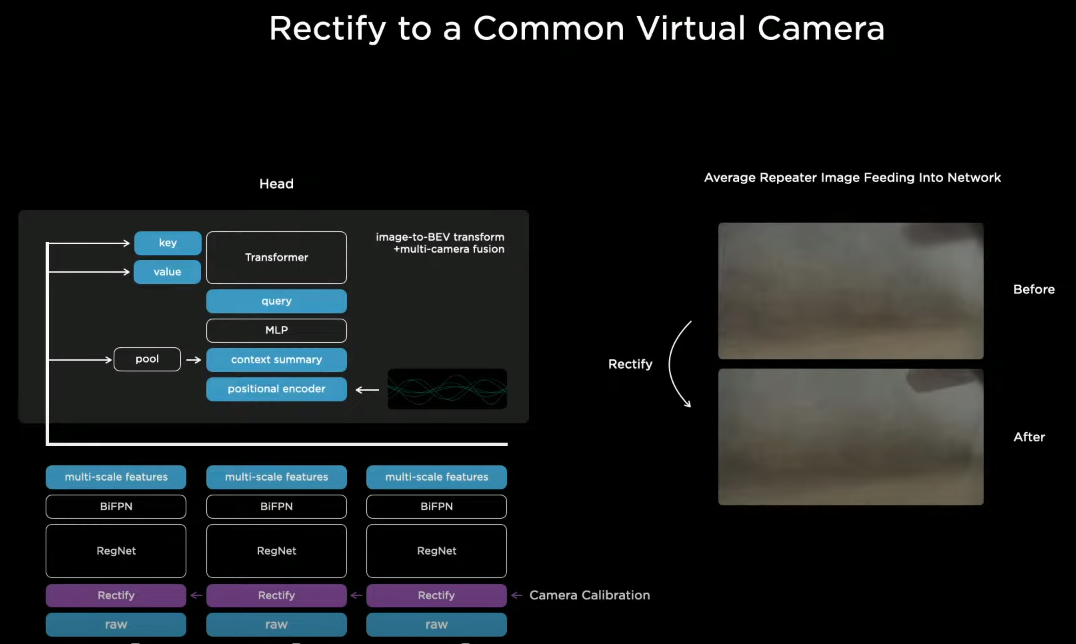 Rectify to a Common Virtual Camera
Head
key
value
Transformer
image-to-BEV transform
+multi-camera fusion
query
MLP
pool
context summary
positional encoder
multi-scale features
multi-scale features
multi-scale features
BiFPN
BiFPN
BiFPN
RegNet
RegNet
RegNet
Rectify
Rectify
Rectify
Camera Calibration
raw
raw
raw
Average Repeater Image Feeding Into Network
Before
Rectify
After